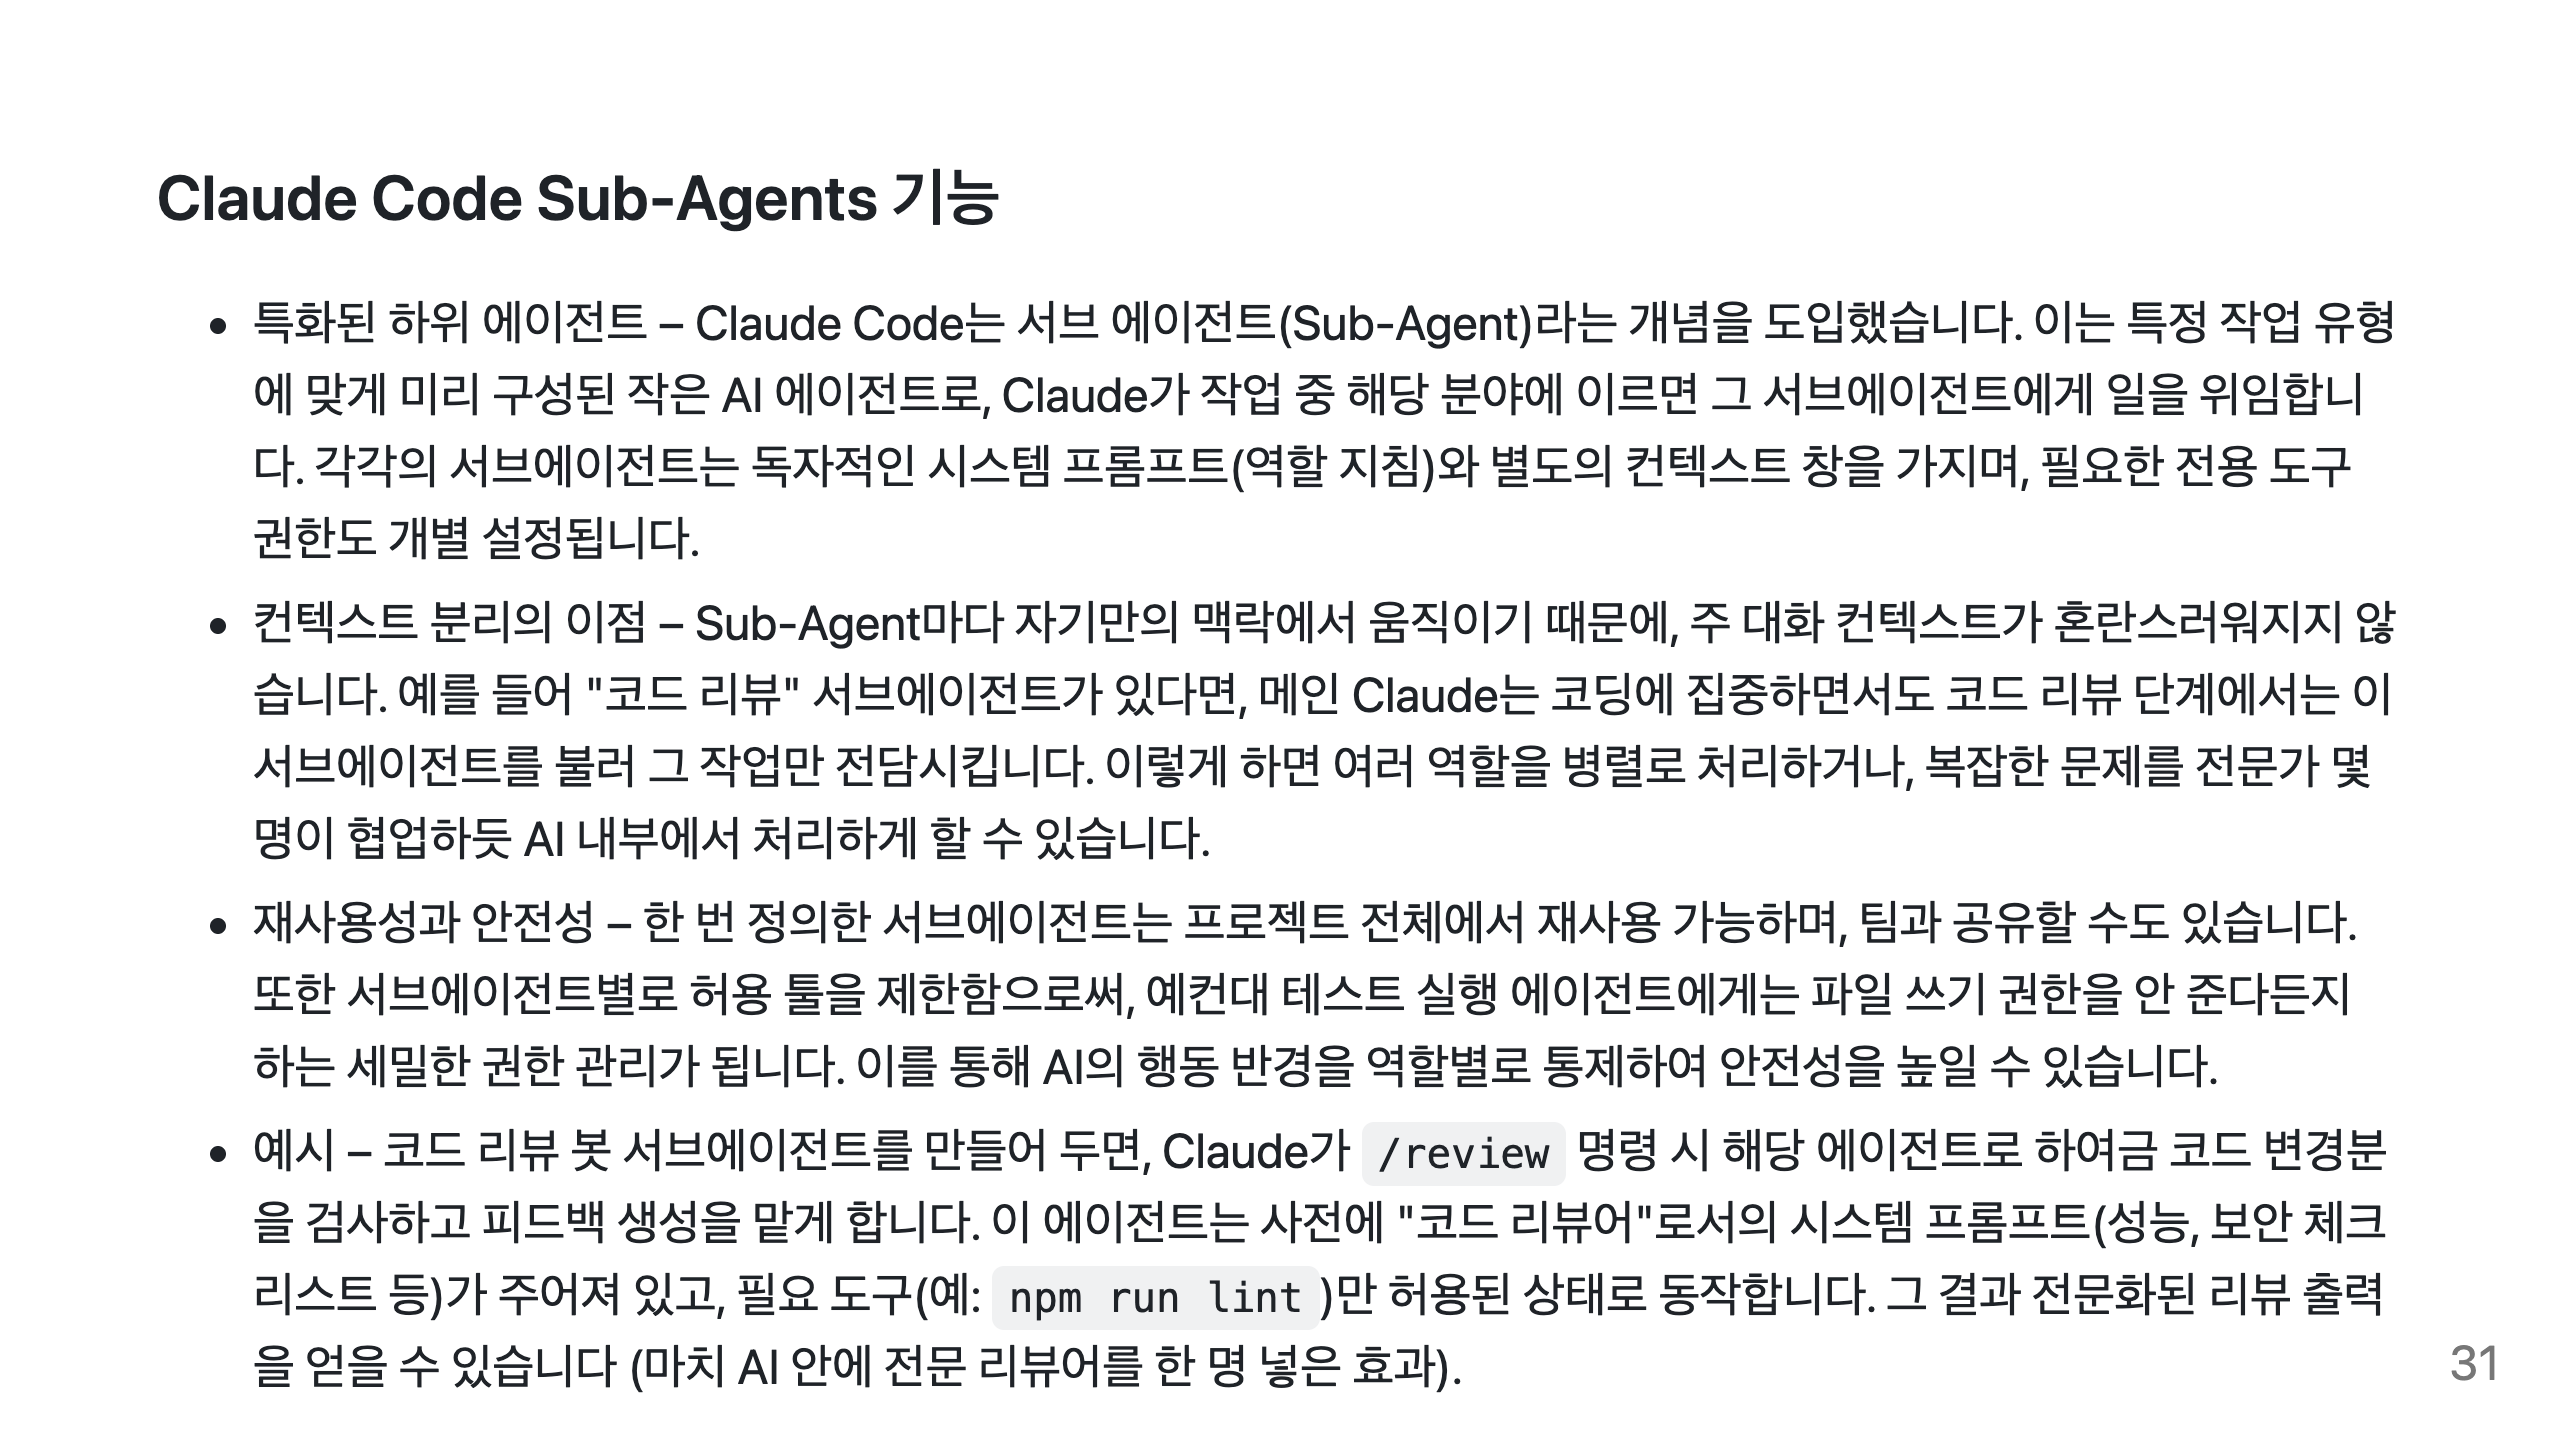 Claude Code Sub-Agents 기능
• 특화된 하위 에이전트 – Claude Code는 서브 에이전트(Sub-Agent)라는 개념을 도입했습니다. 이는 특정 작업 유형
에 맞게 미리 구성된 작은 AI 에이전트로, Claude가 작업 중 해당 분야에 이르면 그 서브에이전트에게 일을 위임합니
다. 각각의 서브에이전트는 독자적인 시스템 프롬프트(역할 지침)와 별도의 컨텍스트 창을 가지며, 필요한 전용 도구
권한도 개별 설정됩니다.
• 컨텍스트 분리의 이점 – Sub-Agent마다 자기만의 맥락에서 움직이기 때문에, 주 대화 컨텍스트가 혼란스러워지지 않
습니다. 예를 들어 "코드 리뷰" 서브에이전트가 있다면, 메인 Claude는 코딩에 집중하면서도 코드 리뷰 단계에서는 이
서브에이전트를 불러 그 작업만 전담시킵니다. 이렇게 하면 여러 역할을 병렬로 처리하거나, 복잡한 문제를 전문가 몇
명이 협업하듯 AI 내부에서 처리하게 할 수 있습니다.
• 재사용성과 안전성 – 한 번 정의한 서브에이전트는 프로젝트 전체에서 재사용 가능하며, 팀과 공유할 수도 있습니다.
또한 서브에이전트별로 허용 툴을 제한함으로써, 예컨대 테스트 실행 에이전트에게는 파일 쓰기 권한을 안 준다든지
하는 세밀한 권한 관리가 됩니다. 이를 통해 AI의 행동 반경을 역할별로 통제하여 안전성을 높일 수 있습니다.
• 예시 – 코드 리뷰 봇 서브에이전트를 만들어 두면, Claude가 /review 명령 시 해당 에이전트로 하여금 코드 변경분
을 검사하고 피드백 생성을 맡게 합니다. 이 에이전트는 사전에 "코드 리뷰어"로서의 시스템 프롬프트(성능, 보안 체크
리스트 등)가 주어져 있고, 필요 도구(예: npm run lint)만 허용된 상태로 동작합니다. 그 결과 전문화된 리뷰 출력
을 얻을 수 있습니다 (마치 AI 안에 전문 리뷰어를 한 명 넣은 효과).
31